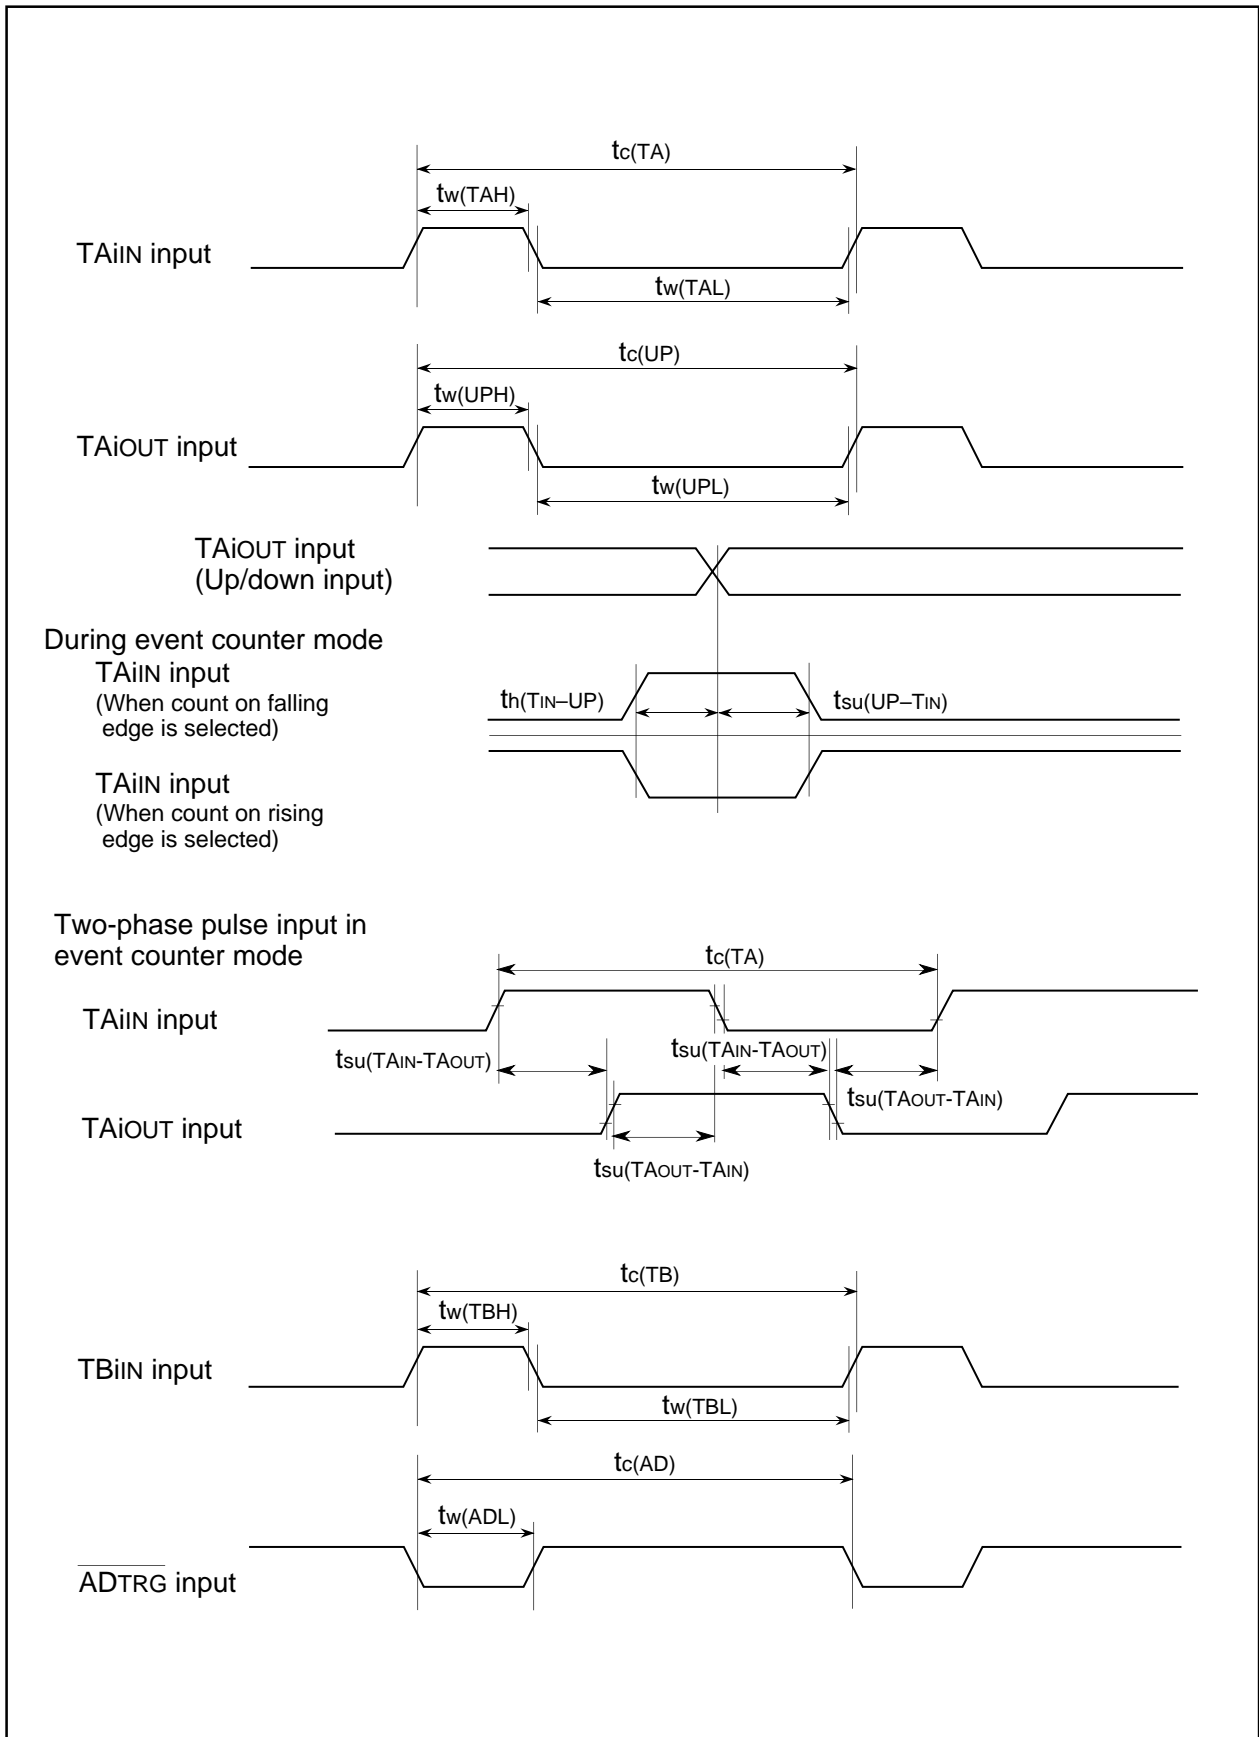 tc(TA)
tw(TAH)
TAiIN input
tw(TAL)
tc(UP)
tw(UPH)
TAiOUT input
tw(UPL)
TAiOUT input
(Up/down input)
During event counter mode
TAiIN input
(When count on falling
edge is selected)
th(TIN–UP)
tsu(UP–TIN)
TAiIN input
(When count on rising
edge is selected)
Two-phase pulse input in
event counter mode
tc(TA)
TAiIN input
tsu(TAIN-TAOUT)
tsu(TAIN-TAOUT)
tsu(TAOUT-TAIN)
TAiOUT input
tsu(TAOUT-TAIN)
tc(TB)
tw(TBH)
TBiIN input
tw(TBL)
tc(AD)
tw(ADL)
ADTRG input